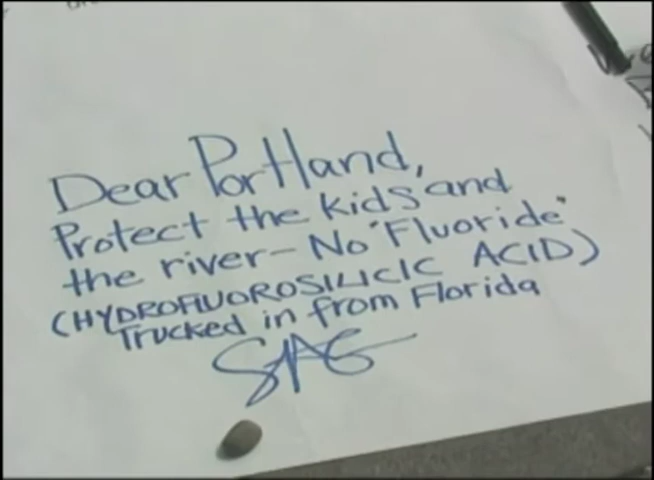 Dear Portland,
Protect the kids and
the river - No "Fluoride"
(HYDROFLUOROSILICIC ACID)
Trucked in from Florida